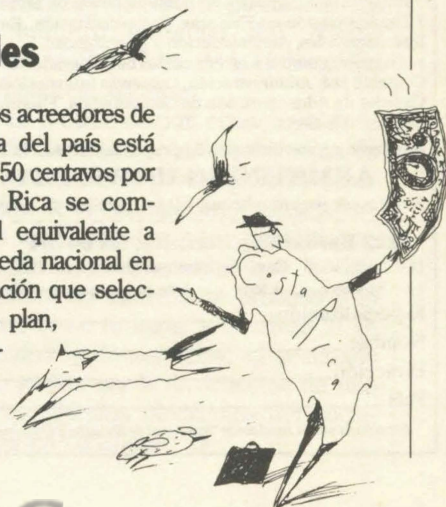 les
os acreedores de
a del país está
50 centavos por
Rica se com-
l equivalente a
eda nacional en
ción que selec-
plan,
Costa
Rica